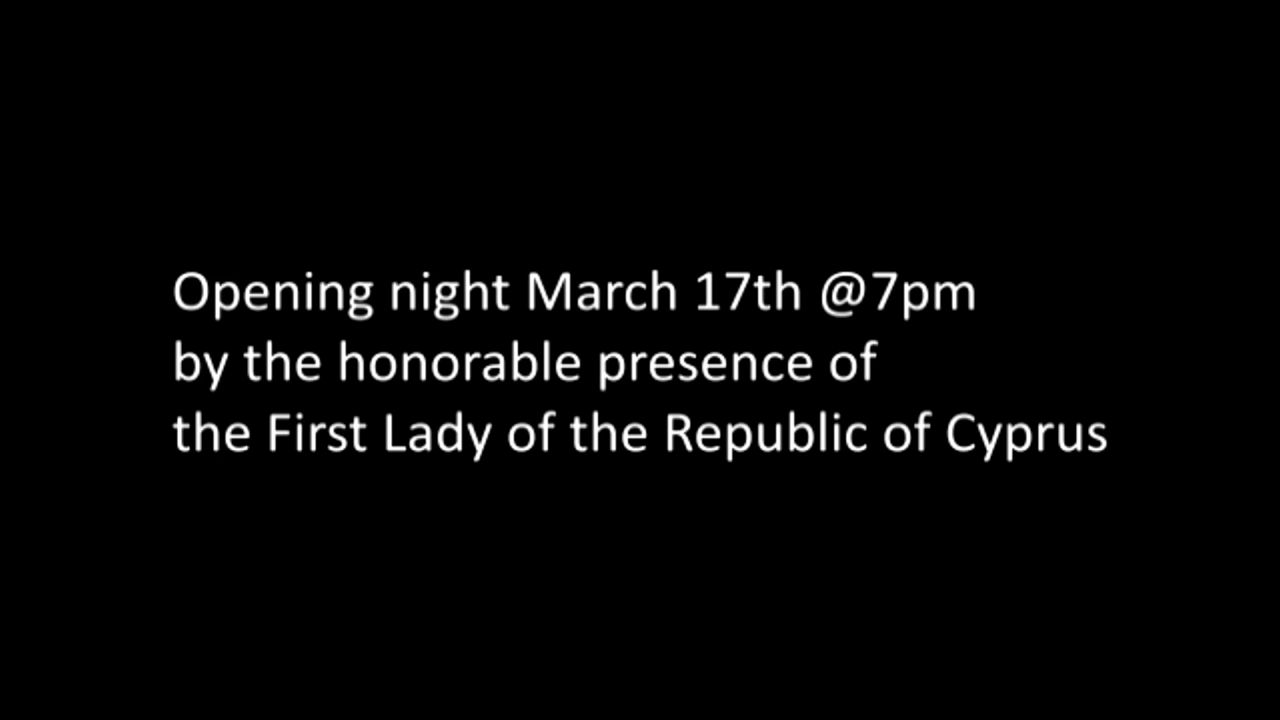 Opening night March 17th @7pm
by the honorable presence of
the First Lady of the Republic of Cyprus